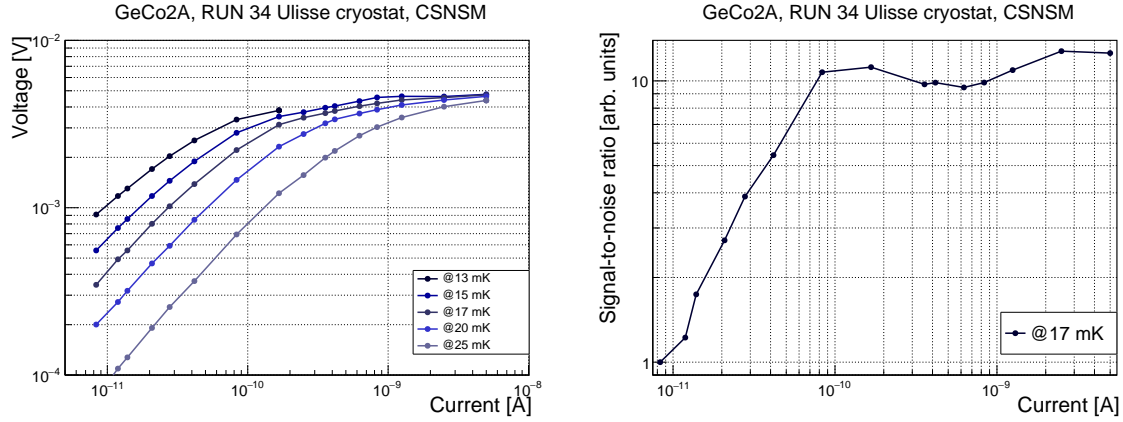 GeCo2A, RUN 34 Ulisse cryostat, CSNSM
Voltage [V]
10⁻²
10⁻³
10⁻⁴
@13 mK
@15 mK
@17 mK
@20 mK
@25 mK
10⁻¹¹ 10⁻¹⁰ 10⁻⁹ 10⁻⁸
Current [A]
GeCo2A, RUN 34 Ulisse cryostat, CSNSM
Signal-to-noise ratio [arb. units]
10
1
@17 mK
10⁻¹¹ 10⁻¹⁰ 10⁻⁹
Current [A]